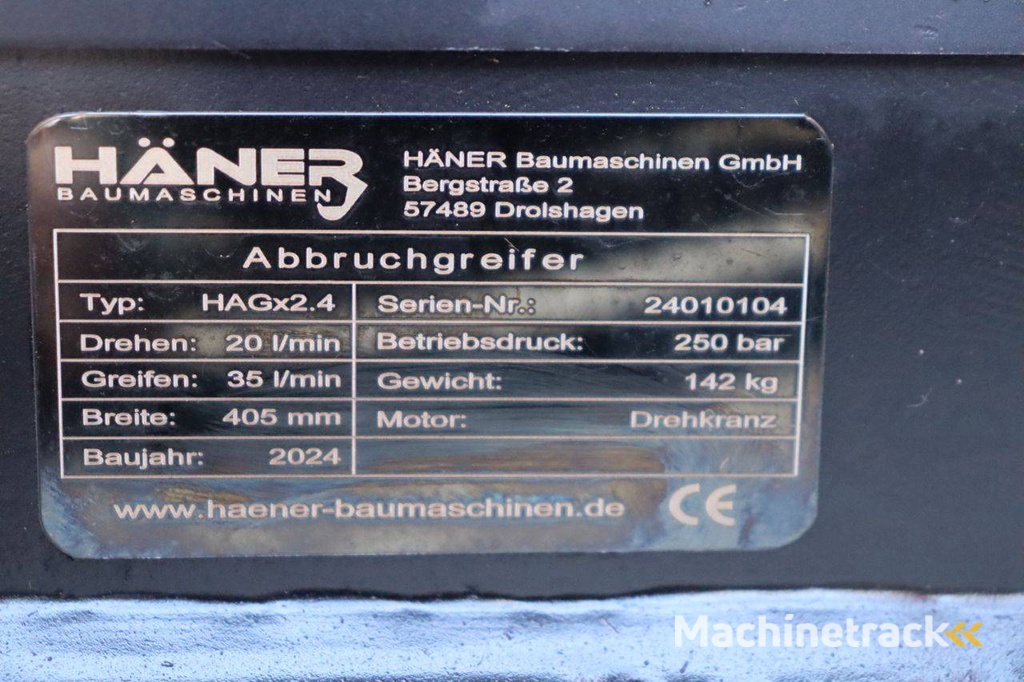 HÄNER
BAUMASCHINEN
HÄNER Baumaschinen GmbH
Bergstraße 2
57489 Drolshagen
Abbruchgreifer
Typ: HAGx2.4 Serien-Nr.: 24010104
Drehen: 20 l/min Betriebsdruck: 250 bar
Greifen: 35 l/min Gewicht: 142 kg
Breite: 405 mm Motor: Drehkranz
Baujahr: 2024
www.haener-baumaschinen.de CE
Machinetrack